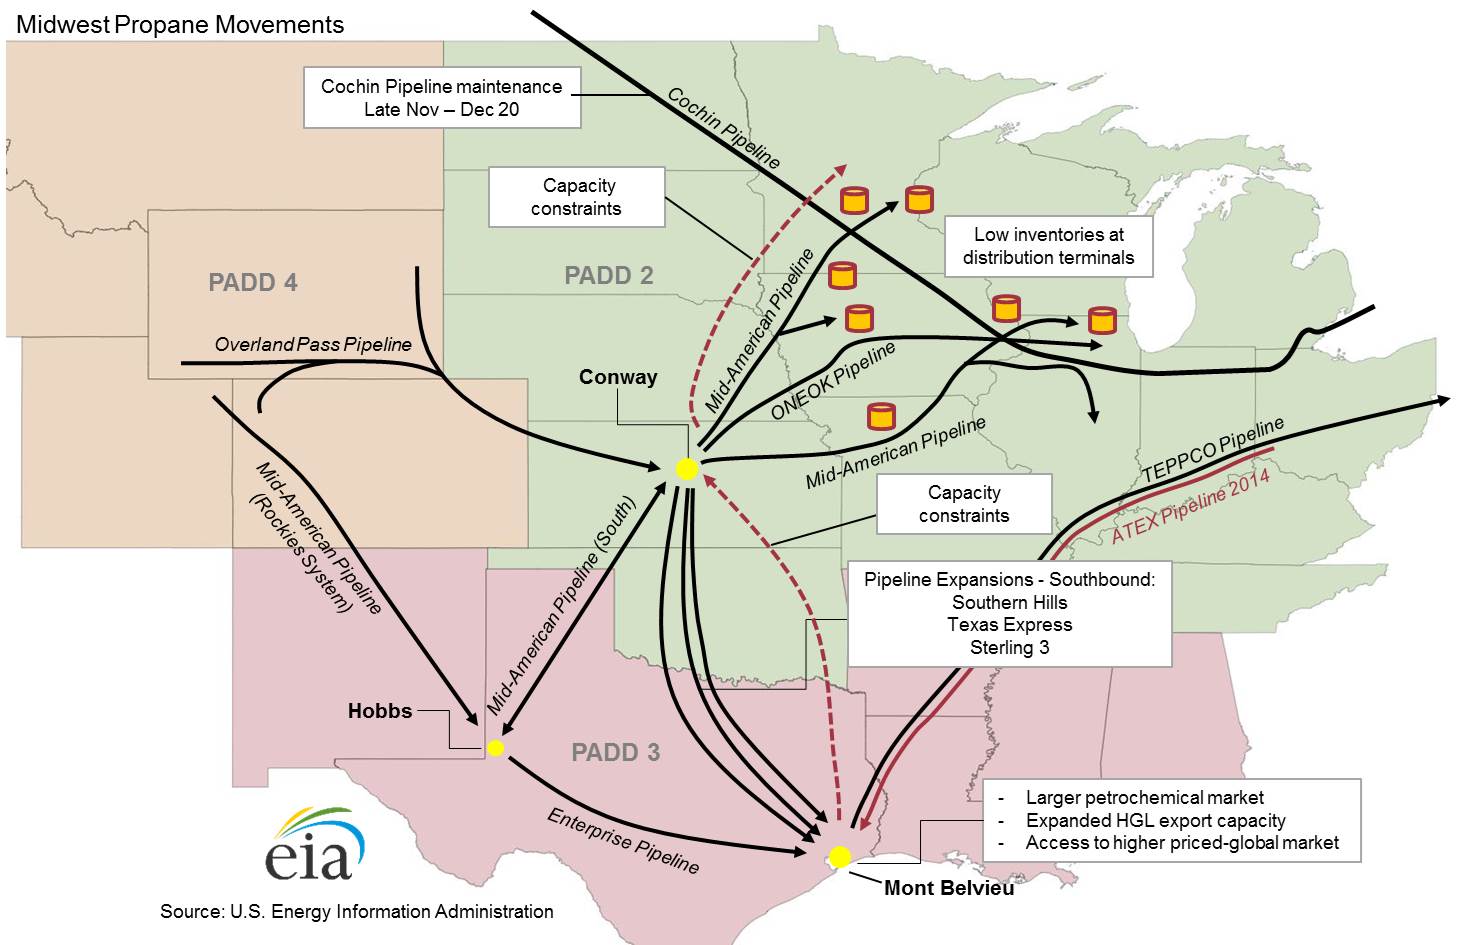 Midwest Propane Movements
Cochin Pipeline maintenance
Late Nov – Dec 20
Cochin Pipeline
Capacity
constraints
Low inventories at
distribution terminals
PADD 4
PADD 2
Overland Pass Pipeline
Mid-American Pipeline
ONEOK Pipeline
Conway
Mid-American Pipeline
TEPPCO Pipeline
ATEX Pipeline 2014
Mid-American Pipeline
(Rockies System)
Mid-American Pipeline (South)
Capacity
constraints
Pipeline Expansions - Southbound:
Southern Hills
Texas Express
Sterling 3
Hobbs
PADD 3
Enterprise Pipeline
- Larger petrochemical market
- Expanded HGL export capacity
- Access to higher priced-global market
Mont Belvieu
eia
Source: U.S. Energy Information Administration